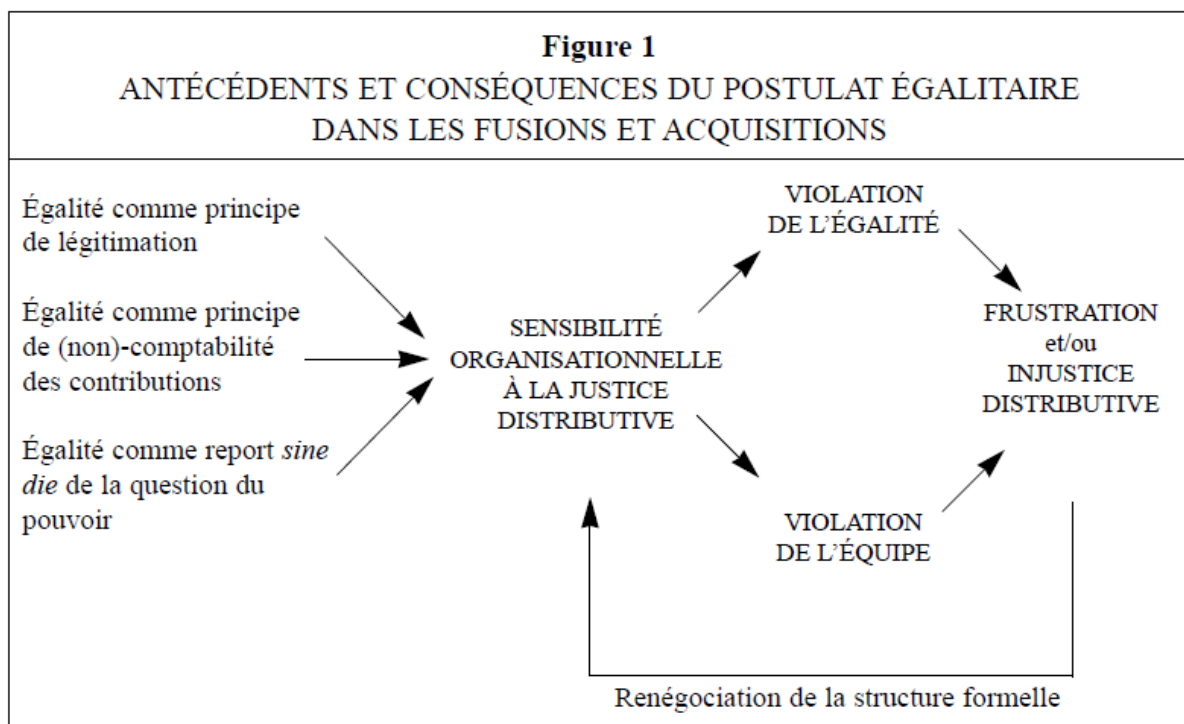 Figure 1
ANTÉCÉDENTS ET CONSÉQUENCES DU POSTULAT ÉGALITAIRE
DANS LES FUSIONS ET ACQUISITIONS
Égalité comme principe
de légitimation
Égalité comme principe
de (non)-comptabilité
des contributions
Égalité comme report sine
die de la question du
pouvoir
SENSIBILITÉ
ORGANISATIONNELLE
À LA JUSTICE
DISTRIBUTIVE
VIOLATION
DE L’ÉGALITÉ
VIOLATION
DE L’ÉQUIPE
FRUSTRATION
et/ou
INJUSTICE
DISTRIBUTIVE
Renégociation de la structure formelle